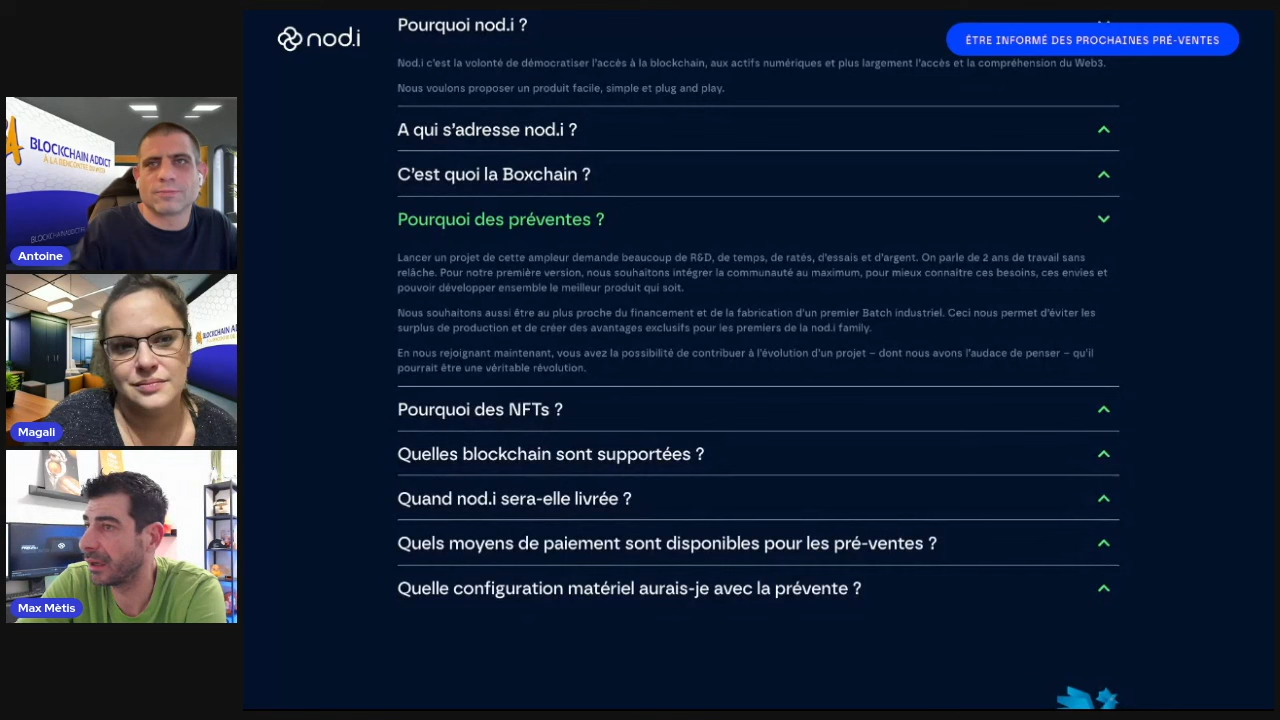 Pourquoi nod.i ?
nod.i
ÊTRE INFORMÉ DES PROCHAINES PRÉ-VENTES
Nod.i c'est la volonté de démocratiser l'accès à la blockchain, aux actifs numériques et plus largement l'accès et la compréhension du Web3.
Nous voulons proposer un produit facile, simple et plug and play.
A qui s'adresse nod.i ?
C'est quoi la Boxchain ?
Pourquoi des préventes ?
Lancer un projet de cette ampleur demande beaucoup de R&D, de temps, de ratés, d'essais et d'argent. On parle de 2 ans de travail sans
relâche. Pour notre première version, nous souhaitons intégrer la communauté au maximum, pour mieux connaitre ces besoins, ces envies et
pouvoir développer ensemble le meilleur produit qui soit.
Nous souhaitons aussi être au plus proche du financement et de la fabrication d'un premier Batch industriel. Ceci nous permet d'éviter les
surplus de production et de créer des avantages exclusifs pour les premiers de la nod.i family.
En nous rejoignant maintenant, vous avez la possibilité de contribuer à l'évolution d'un projet – dont nous avons l'audace de penser – qu'il
pourrait être une véritable révolution.
Pourquoi des NFTs ?
Quelles blockchain sont supportées ?
Quand nod.i sera-elle livrée ?
Quels moyens de paiement sont disponibles pour les pré-ventes ?
Quelle configuration matériel aurais-je avec la prévente ?
BLOCKCHAIN ADDICT
À LA RENCONTRE DU WEB3
Antoine
BLOCKCHAIN ADD
Magali
Max Mètis